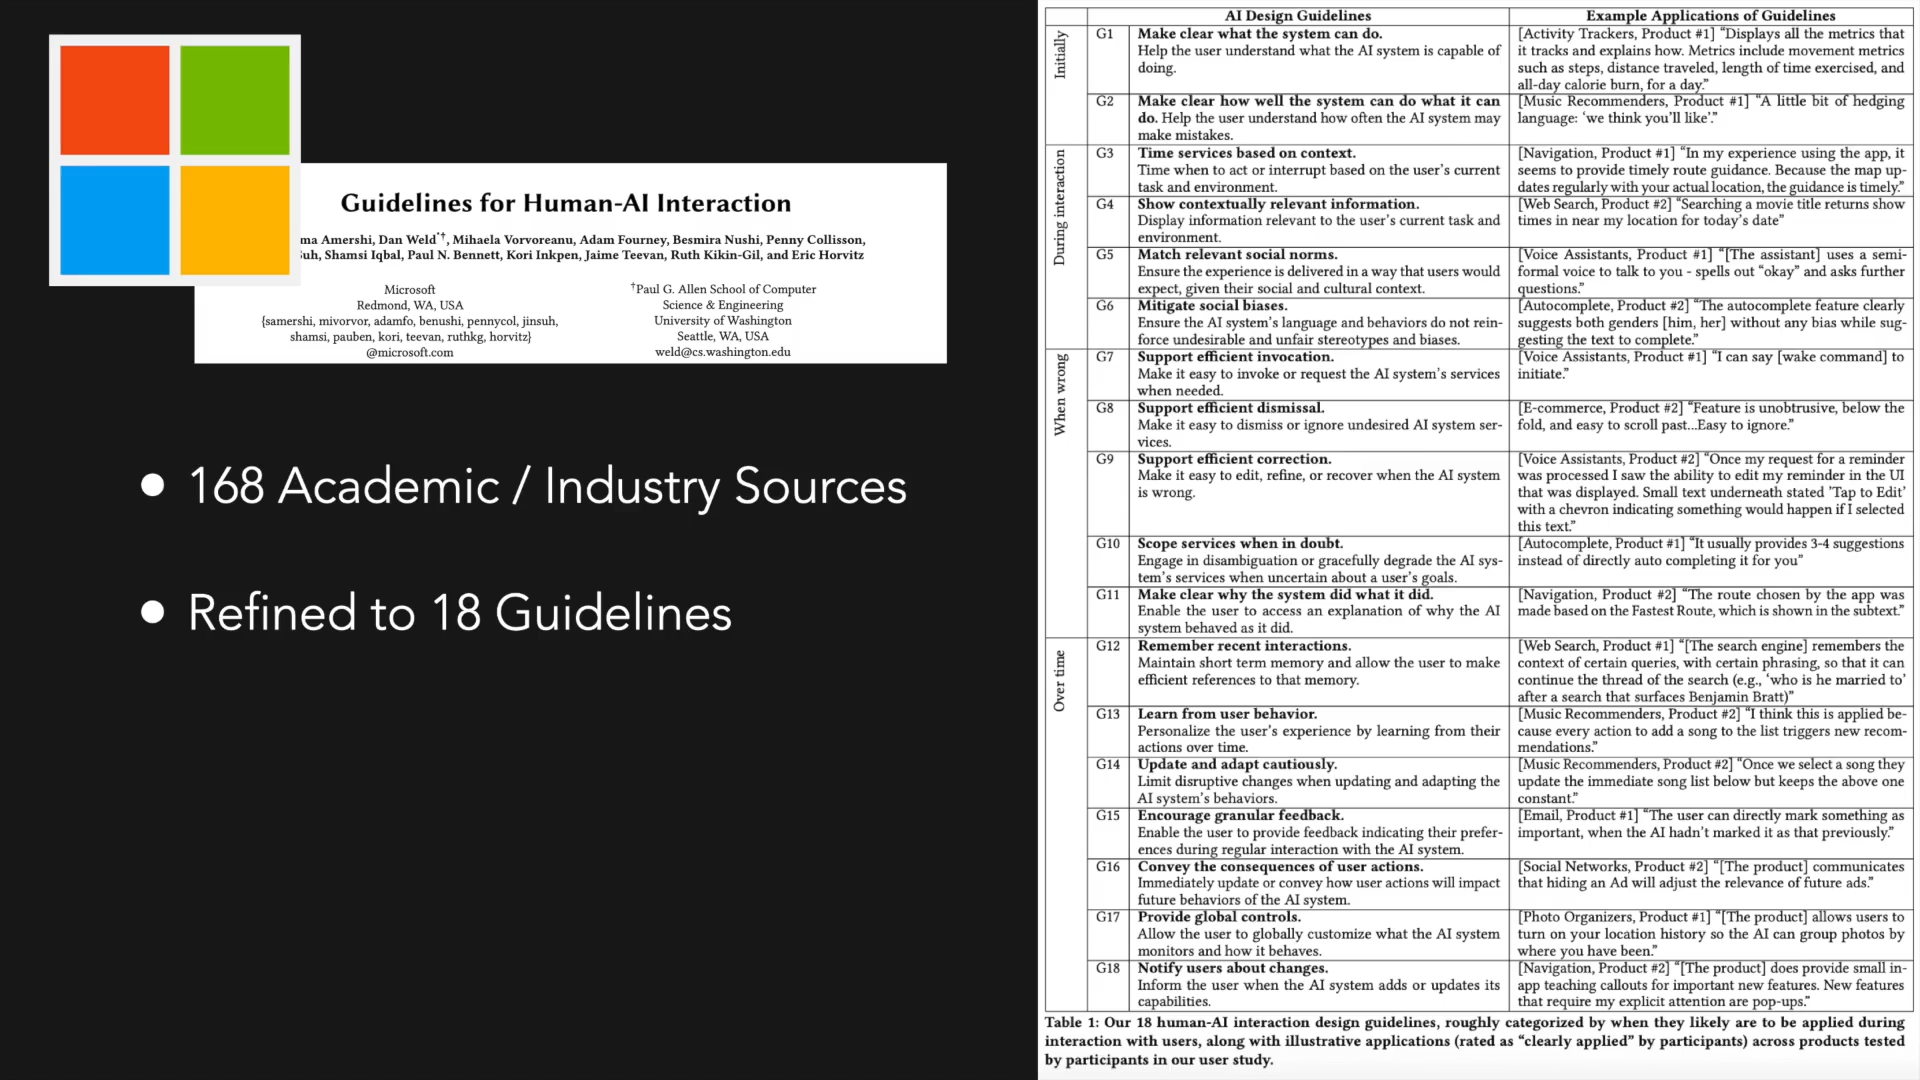 Guidelines for Human-AI Interaction
ma Amershi, Dan Weld*†, Mihaela Vorvoreanu, Adam Fourney, Besmira Nushi, Penny Collisson,
uh, Shamsi Iqbal, Paul N. Bennett, Kori Inkpen, Jaime Teevan, Ruth Kikin-Gil, and Eric Horvitz
Microsoft
Redmond, WA, USA
{samershi, mivorvor, adamfo, benushi, pennycol, jinsuh,
shamsi, pauben, kori, teevan, ruthkg, horvitz}
@microsoft.com
†Paul G. Allen School of Computer
Science & Engineering
University of Washington
Seattle, WA, USA
weld@cs.washington.edu
• 168 Academic / Industry Sources
• Refined to 18 Guidelines
AI Design Guidelines
Example Applications of Guidelines
Initially
G1
Make clear what the system can do.
Help the user understand what the AI system is capable of
doing.
[Activity Trackers, Product #1] “Displays all the metrics that
it tracks and explains how. Metrics include movement metrics
such as steps, distance traveled, length of time exercised, and
all-day calorie burn, for a day.”
G2
Make clear how well the system can do what it can
do. Help the user understand how often the AI system may
make mistakes.
[Music Recommenders, Product #1] “A little bit of hedging
language: ‘we think you’ll like’.”
During interaction
G3
Time services based on context.
Time when to act or interrupt based on the user’s current
task and environment.
[Navigation, Product #1] “In my experience using the app, it
seems to provide timely route guidance. Because the map up-
dates regularly with your actual location, the guidance is timely.”
G4
Show contextually relevant information.
Display information relevant to the user’s current task and
environment.
[Web Search, Product #2] “Searching a movie title returns show
times in near my location for today’s date”
G5
Match relevant social norms.
Ensure the experience is delivered in a way that users would
expect, given their social and cultural context.
[Voice Assistants, Product #1] “[The assistant] uses a semi-
formal voice to talk to you - spells out “okay” and asks further
questions.”
G6
Mitigate social biases.
Ensure the AI system’s language and behaviors do not rein-
force undesirable and unfair stereotypes and biases.
[Autocomplete, Product #2] “The autocomplete feature clearly
suggests both genders [him, her] without any bias while sug-
gesting the text to complete.”
When wrong
G7
Support efficient invocation.
Make it easy to invoke or request the AI system’s services
when needed.
[Voice Assistants, Product #1] “I can say [wake command] to
initiate.”
G8
Support efficient dismissal.
Make it easy to dismiss or ignore undesired AI system ser-
vices.
[E-commerce, Product #2] “Feature is unobtrusive, below the
fold, and easy to scroll past...Easy to ignore.”
G9
Support efficient correction.
Make it easy to edit, refine, or recover when the AI system
is wrong.
[Voice Assistants, Product #2] “Once my request for a reminder
was processed I saw the ability to edit my reminder in the UI
that was displayed. Small text underneath stated ’Tap to Edit’
with a chevron indicating something would happen if I selected
this text.”
G10
Scope services when in doubt.
Engage in disambiguation or gracefully degrade the AI sys-
tem’s services when uncertain about a user’s goals.
[Autocomplete, Product #1] “It usually provides 3-4 suggestions
instead of directly auto completing it for you”
G11
Make clear why the system did what it did.
Enable the user to access an explanation of why the AI
system behaved as it did.
[Navigation, Product #2] “The route chosen by the app was
made based on the Fastest Route, which is shown in the subtext.”
Over time
G12
Remember recent interactions.
Maintain short term memory and allow the user to make
efficient references to that memory.
[Web Search, Product #1] “[The search engine] remembers the
context of certain queries, with certain phrasing, so that it can
continue the thread of the search (e.g., ‘who is he married to’
after a search that surfaces Benjamin Bratt)”
G13
Learn from user behavior.
Personalize the user’s experience by learning from their
actions over time.
[Music Recommenders, Product #2] “I think this is applied be-
cause every action to add a song to the list triggers new recom-
mendations.”
G14
Update and adapt cautiously.
Limit disruptive changes when updating and adapting the
AI system’s behaviors.
[Music Recommenders, Product #2] “Once we select a song they
update the immediate song list below but keeps the above one
constant.”
G15
Encourage granular feedback.
Enable the user to provide feedback indicating their prefer-
ences during regular interaction with the AI system.
[Email, Product #1] “The user can directly mark something as
important, when the AI hadn’t marked it as that previously.”
G16
Convey the consequences of user actions.
Immediately update or convey how user actions will impact
future behaviors of the AI system.
[Social Networks, Product #2] “[The product] communicates
that hiding an Ad will adjust the relevance of future ads.”
G17
Provide global controls.
Allow the user to globally customize what the AI system
monitors and how it behaves.
[Photo Organizers, Product #1] “[The product] allows users to
turn on your location history so the AI can group photos by
where you have been.”
G18
Notify users about changes.
Inform the user when the AI system adds or updates its
capabilities.
[Navigation, Product #2] “[The product] does provide small in-
app teaching callouts for important new features. New features
that require my explicit attention are pop-ups.”
Table 1: Our 18 human-AI interaction design guidelines, roughly categorized by when they likely are to be applied during
interaction with users, along with illustrative applications (rated as “clearly applied” by participants) across products tested
by participants in our user study.